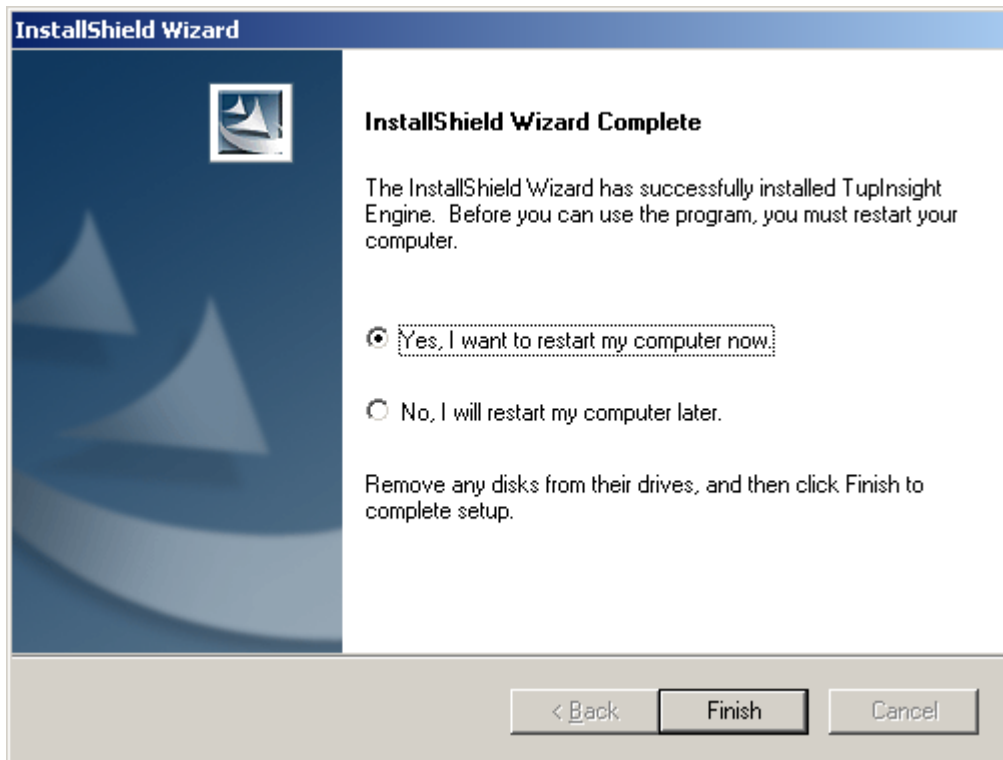 InstallShield Wizard
InstallShield Wizard Complete
The InstallShield Wizard has successfully installed TupInsight
Engine.  Before you can use the program, you must restart your
computer.
Yes, I want to restart my computer now.
No, I will restart my computer later.
Remove any disks from their drives, and then click Finish to
complete setup.
< Back
Finish
Cancel